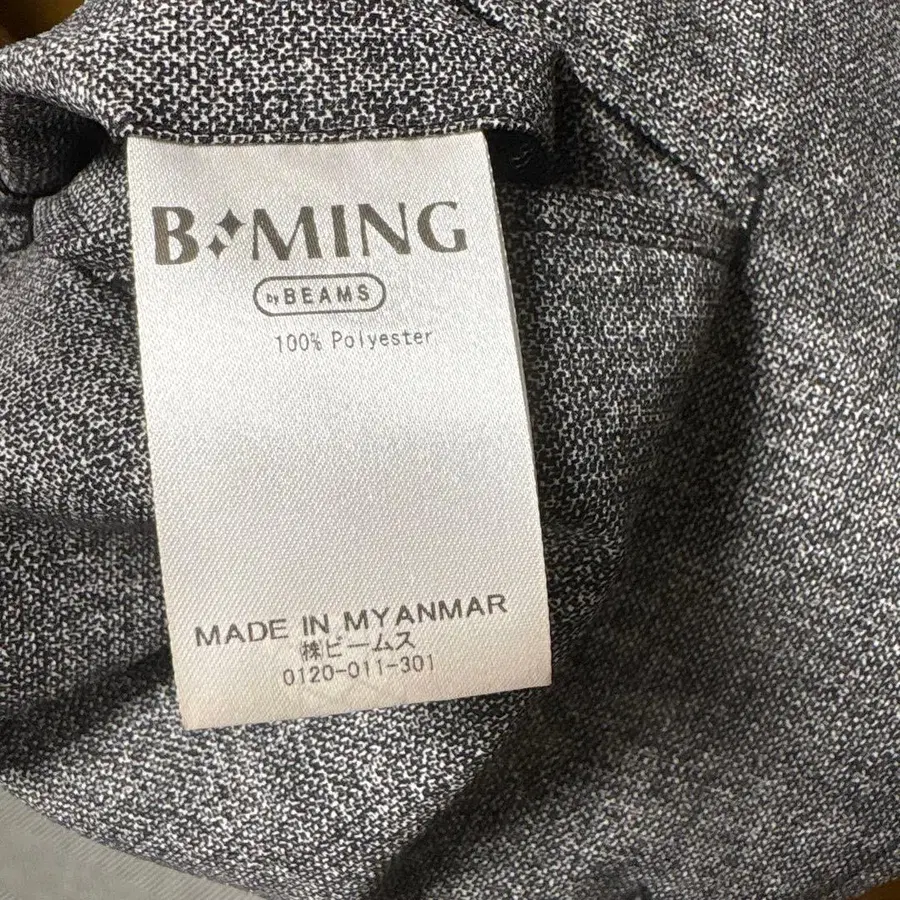 B MING
by BEAMS
100% Polyester
MADE IN MYANMAR
㈱ビームス
0120-011-301